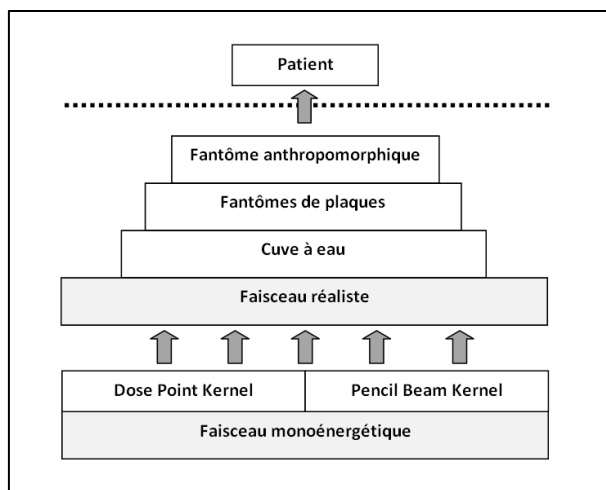 Patient
Fantôme anthropomorphique
Fantômes de plaques
Cuve à eau
Faisceau réaliste
Dose Point Kernel
Pencil Beam Kernel
Faisceau monoénergétique